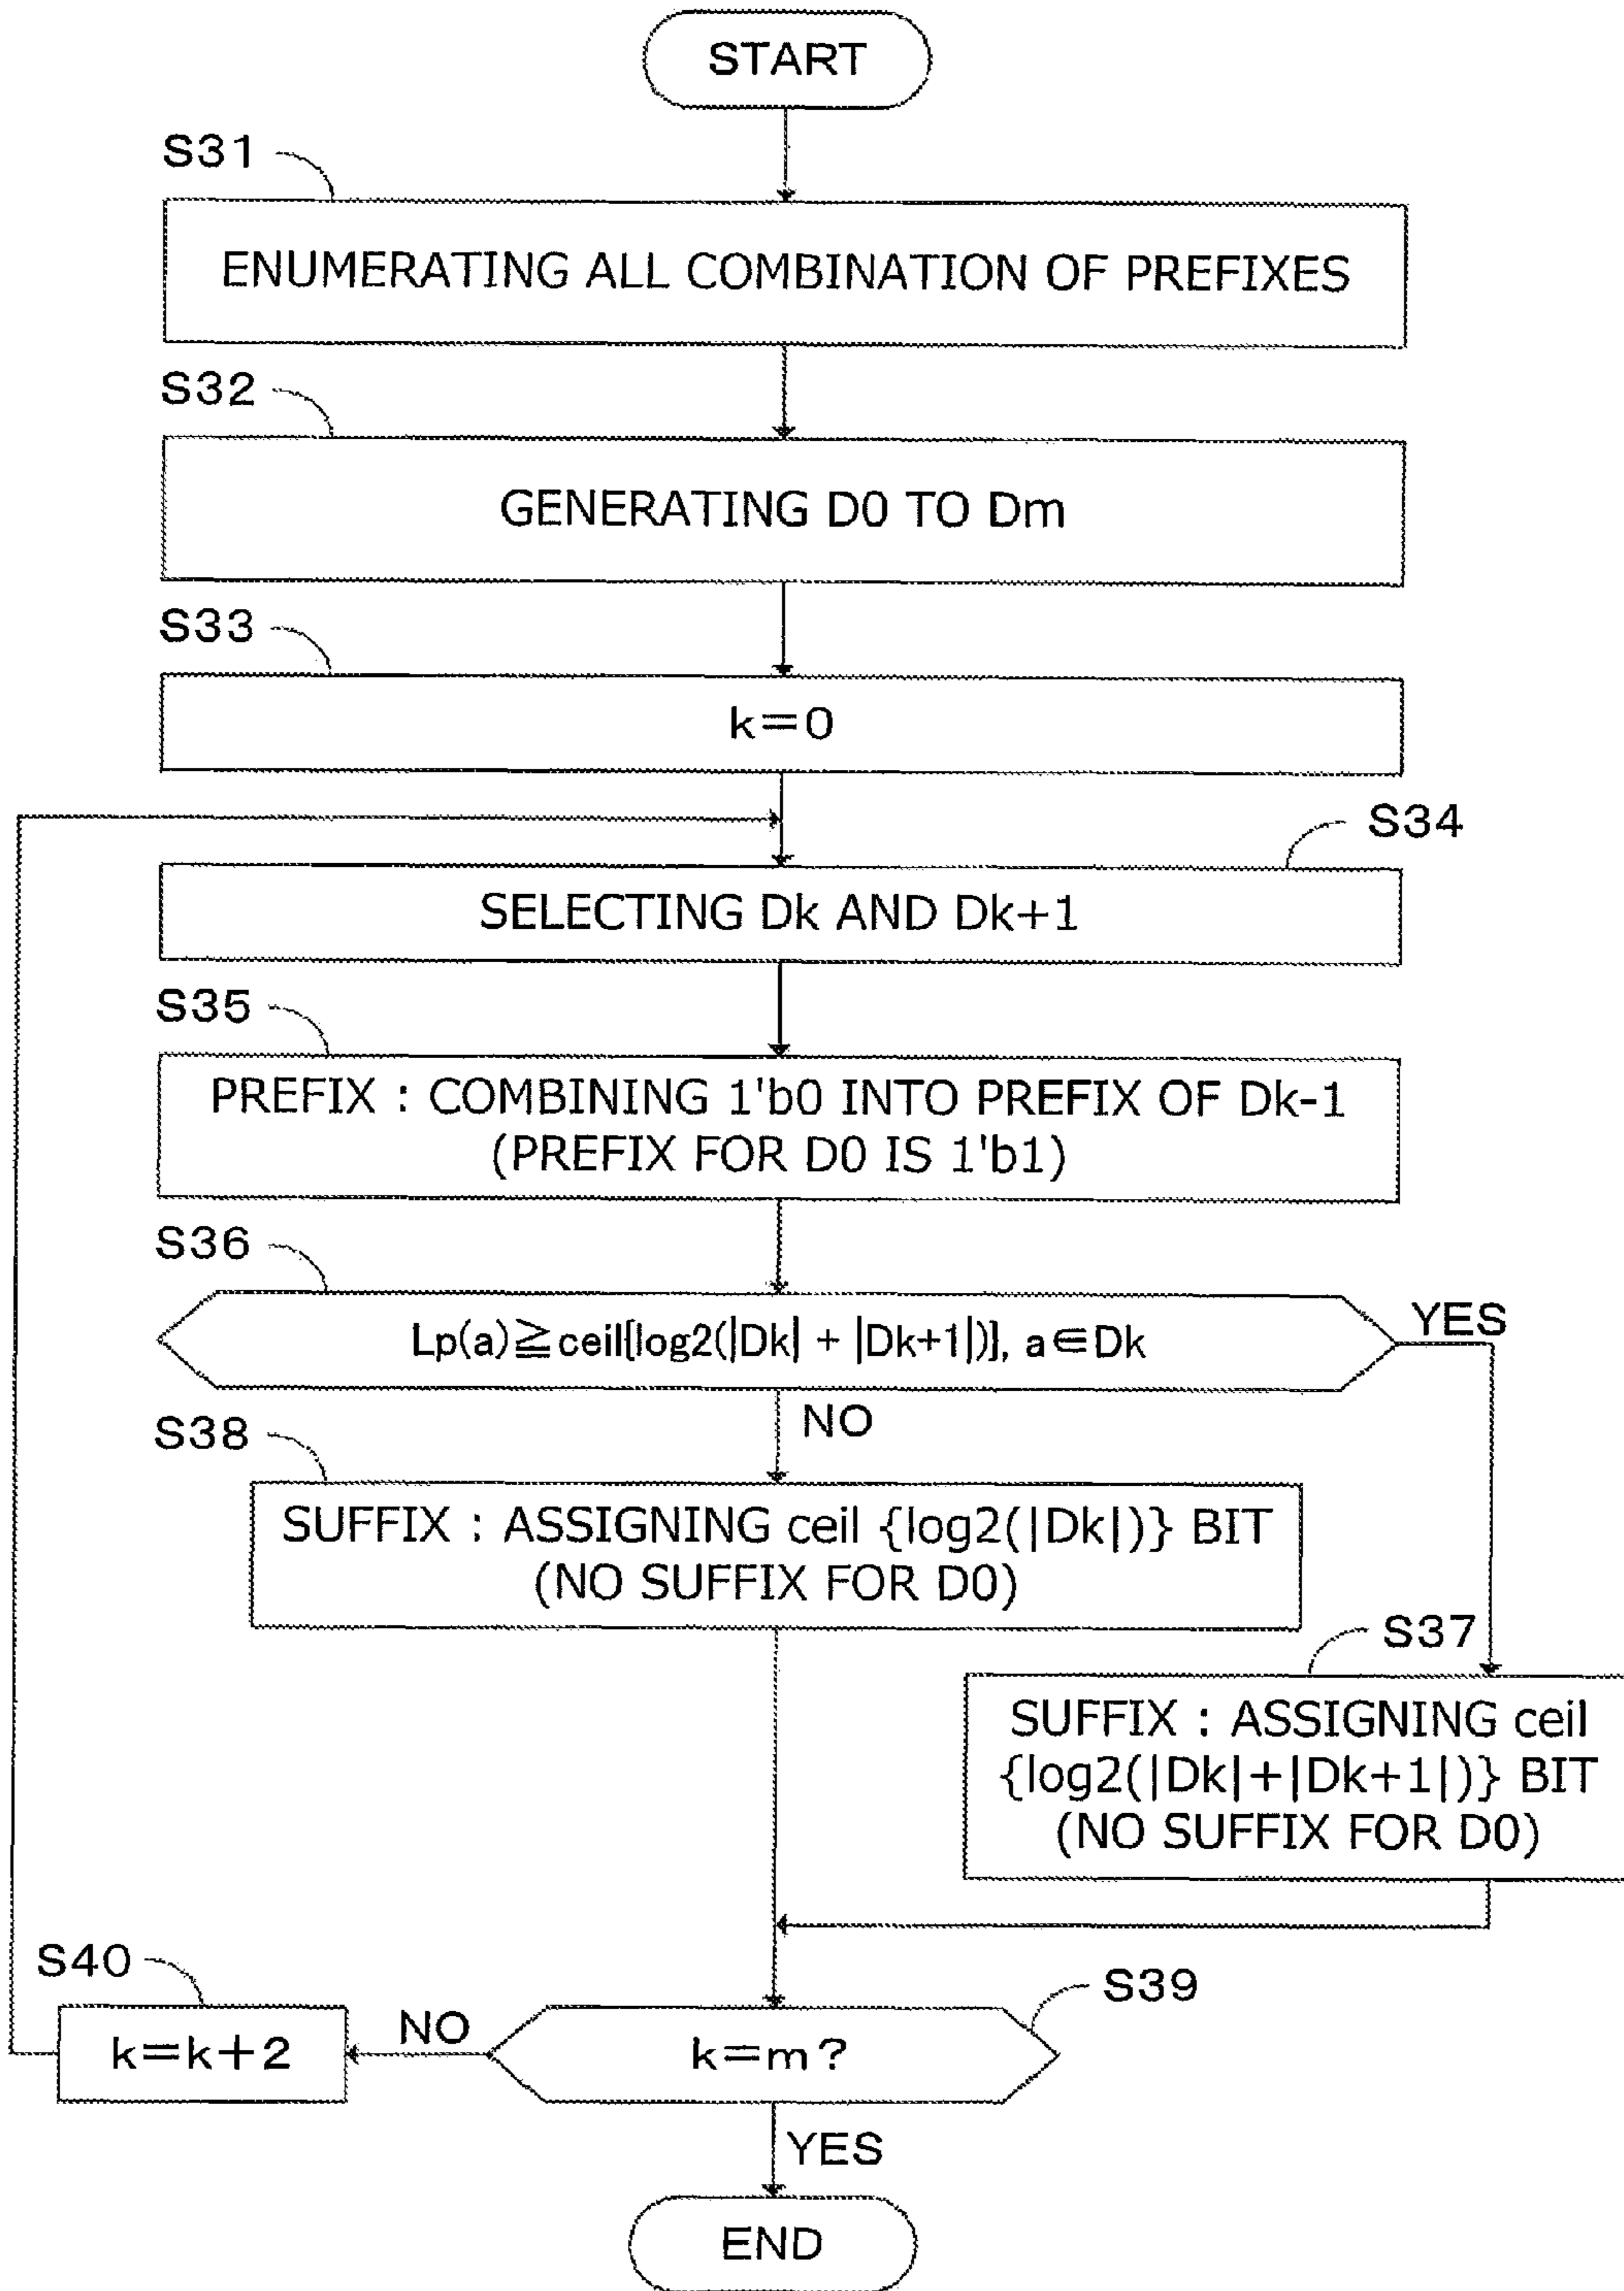 START
S31
ENUMERATING ALL COMBINATION OF PREFIXES
S32
GENERATING D0 TO Dm
S33
k=0
S34
SELECTING Dk AND Dk+1
S35
PREFIX : COMBINING 1'b0 INTO PREFIX OF Dk-1
(PREFIX FOR D0 IS 1'b1)
S36
Lp(a)≧ceil{log2(|Dk| + |Dk+1|)}, a∈Dk
YES
NO
S38
SUFFIX : ASSIGNING ceil {log2(|Dk|)} BIT
(NO SUFFIX FOR D0)
S37
SUFFIX : ASSIGNING ceil
{log2(|Dk|+|Dk+1|)} BIT
(NO SUFFIX FOR D0)
S40
k=k+2
NO
S39
k=m?
YES
END